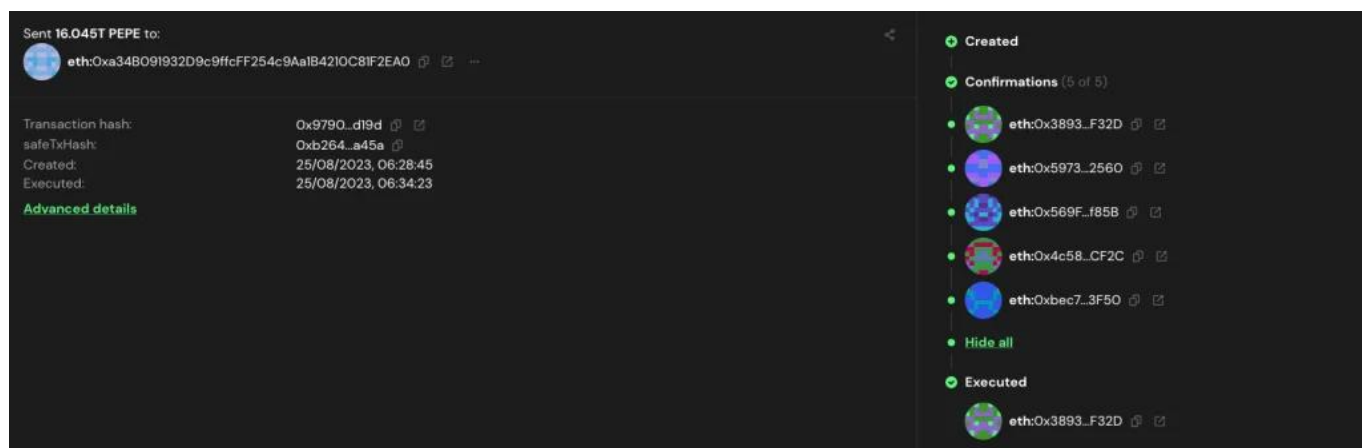 Sent 16.045T PEPE to:
eth:0xa34B091932D9c9ffcFF254c9Aa1B4210C81F2EA0
Transaction hash: 0x9790...d19d
safeTxHash: 0xb264...a45a
Created: 25/08/2023, 06:28:45
Executed: 25/08/2023, 06:34:23
Advanced details
Created
Confirmations (5 of 5)
eth:0x3893...F32D
eth:0x5973...2560
eth:0x569F...f85B
eth:0x4c58...CF2C
eth:0xbec7...3F50
Hide all
Executed
eth:0x3893...F32D